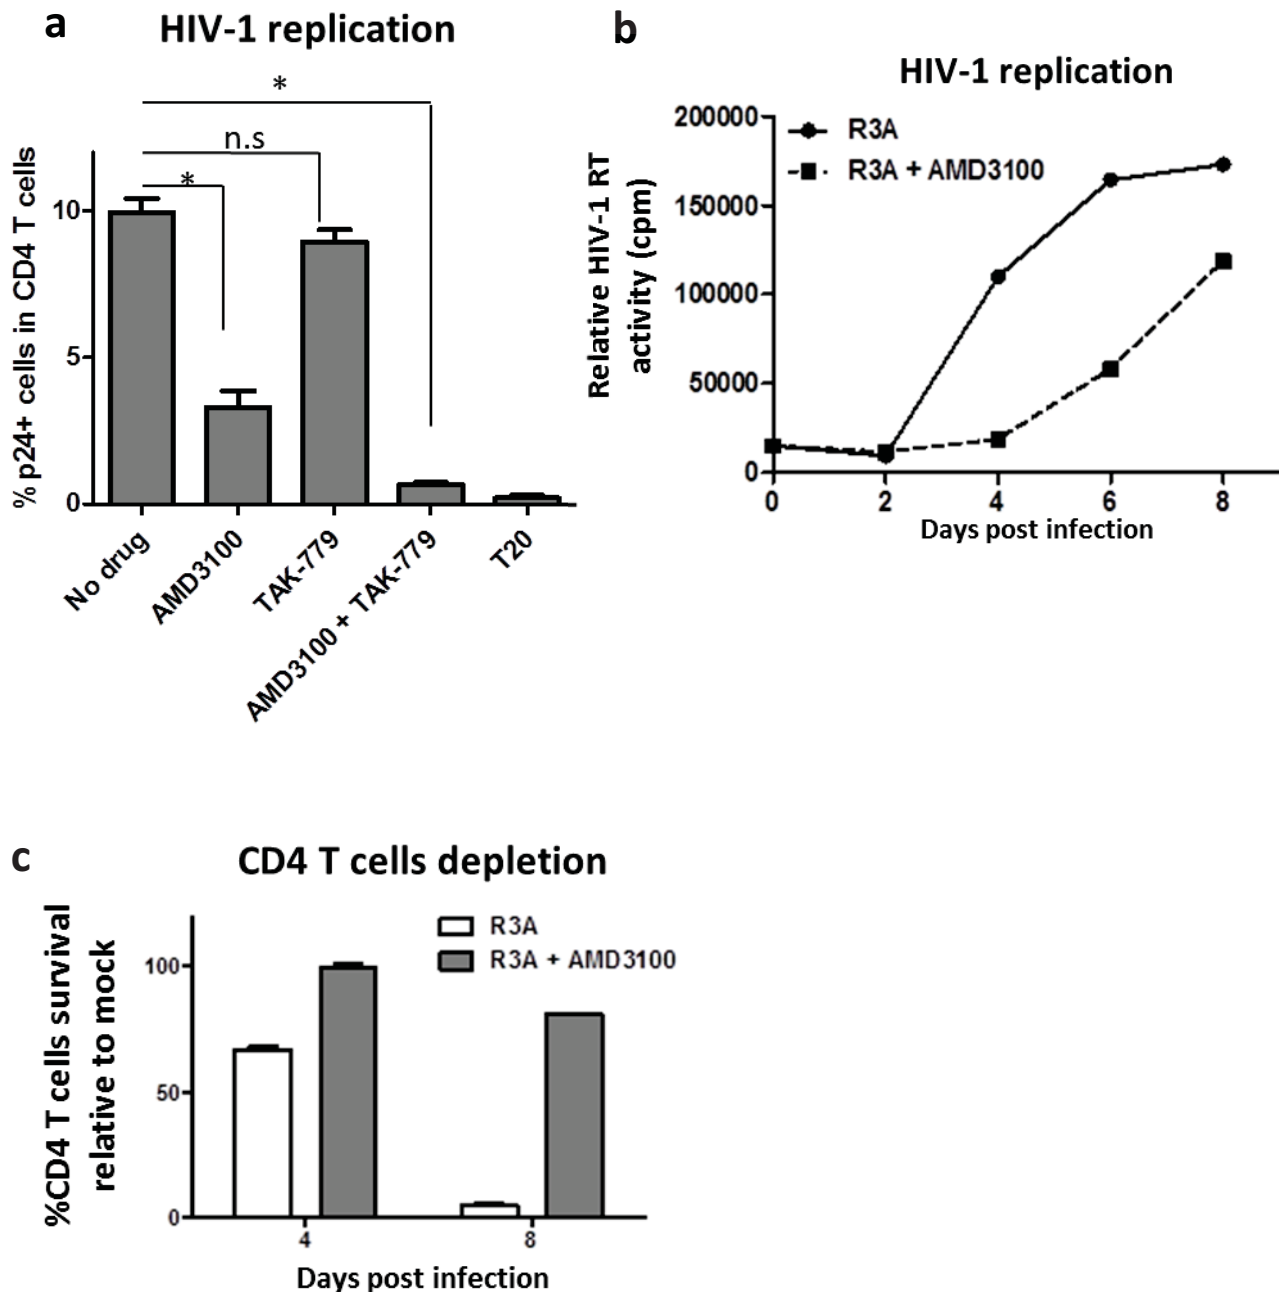 a
HIV-1 replication
*
n.s
*
% p24+ cells in CD4 T cells
10
5
0
No drug
AMD3100
TAK-779
AMD3100 + TAK-779
T20
b
HIV-1 replication
R3A
R3A + AMD3100
Relative HIV-1 RT
activity (cpm)
200000
150000
100000
50000
0
0 2 4 6 8
Days post infection
c
CD4 T cells depletion
R3A
R3A + AMD3100
%CD4 T cells survival
relative to mock
100
50
0
4 8
Days post infection